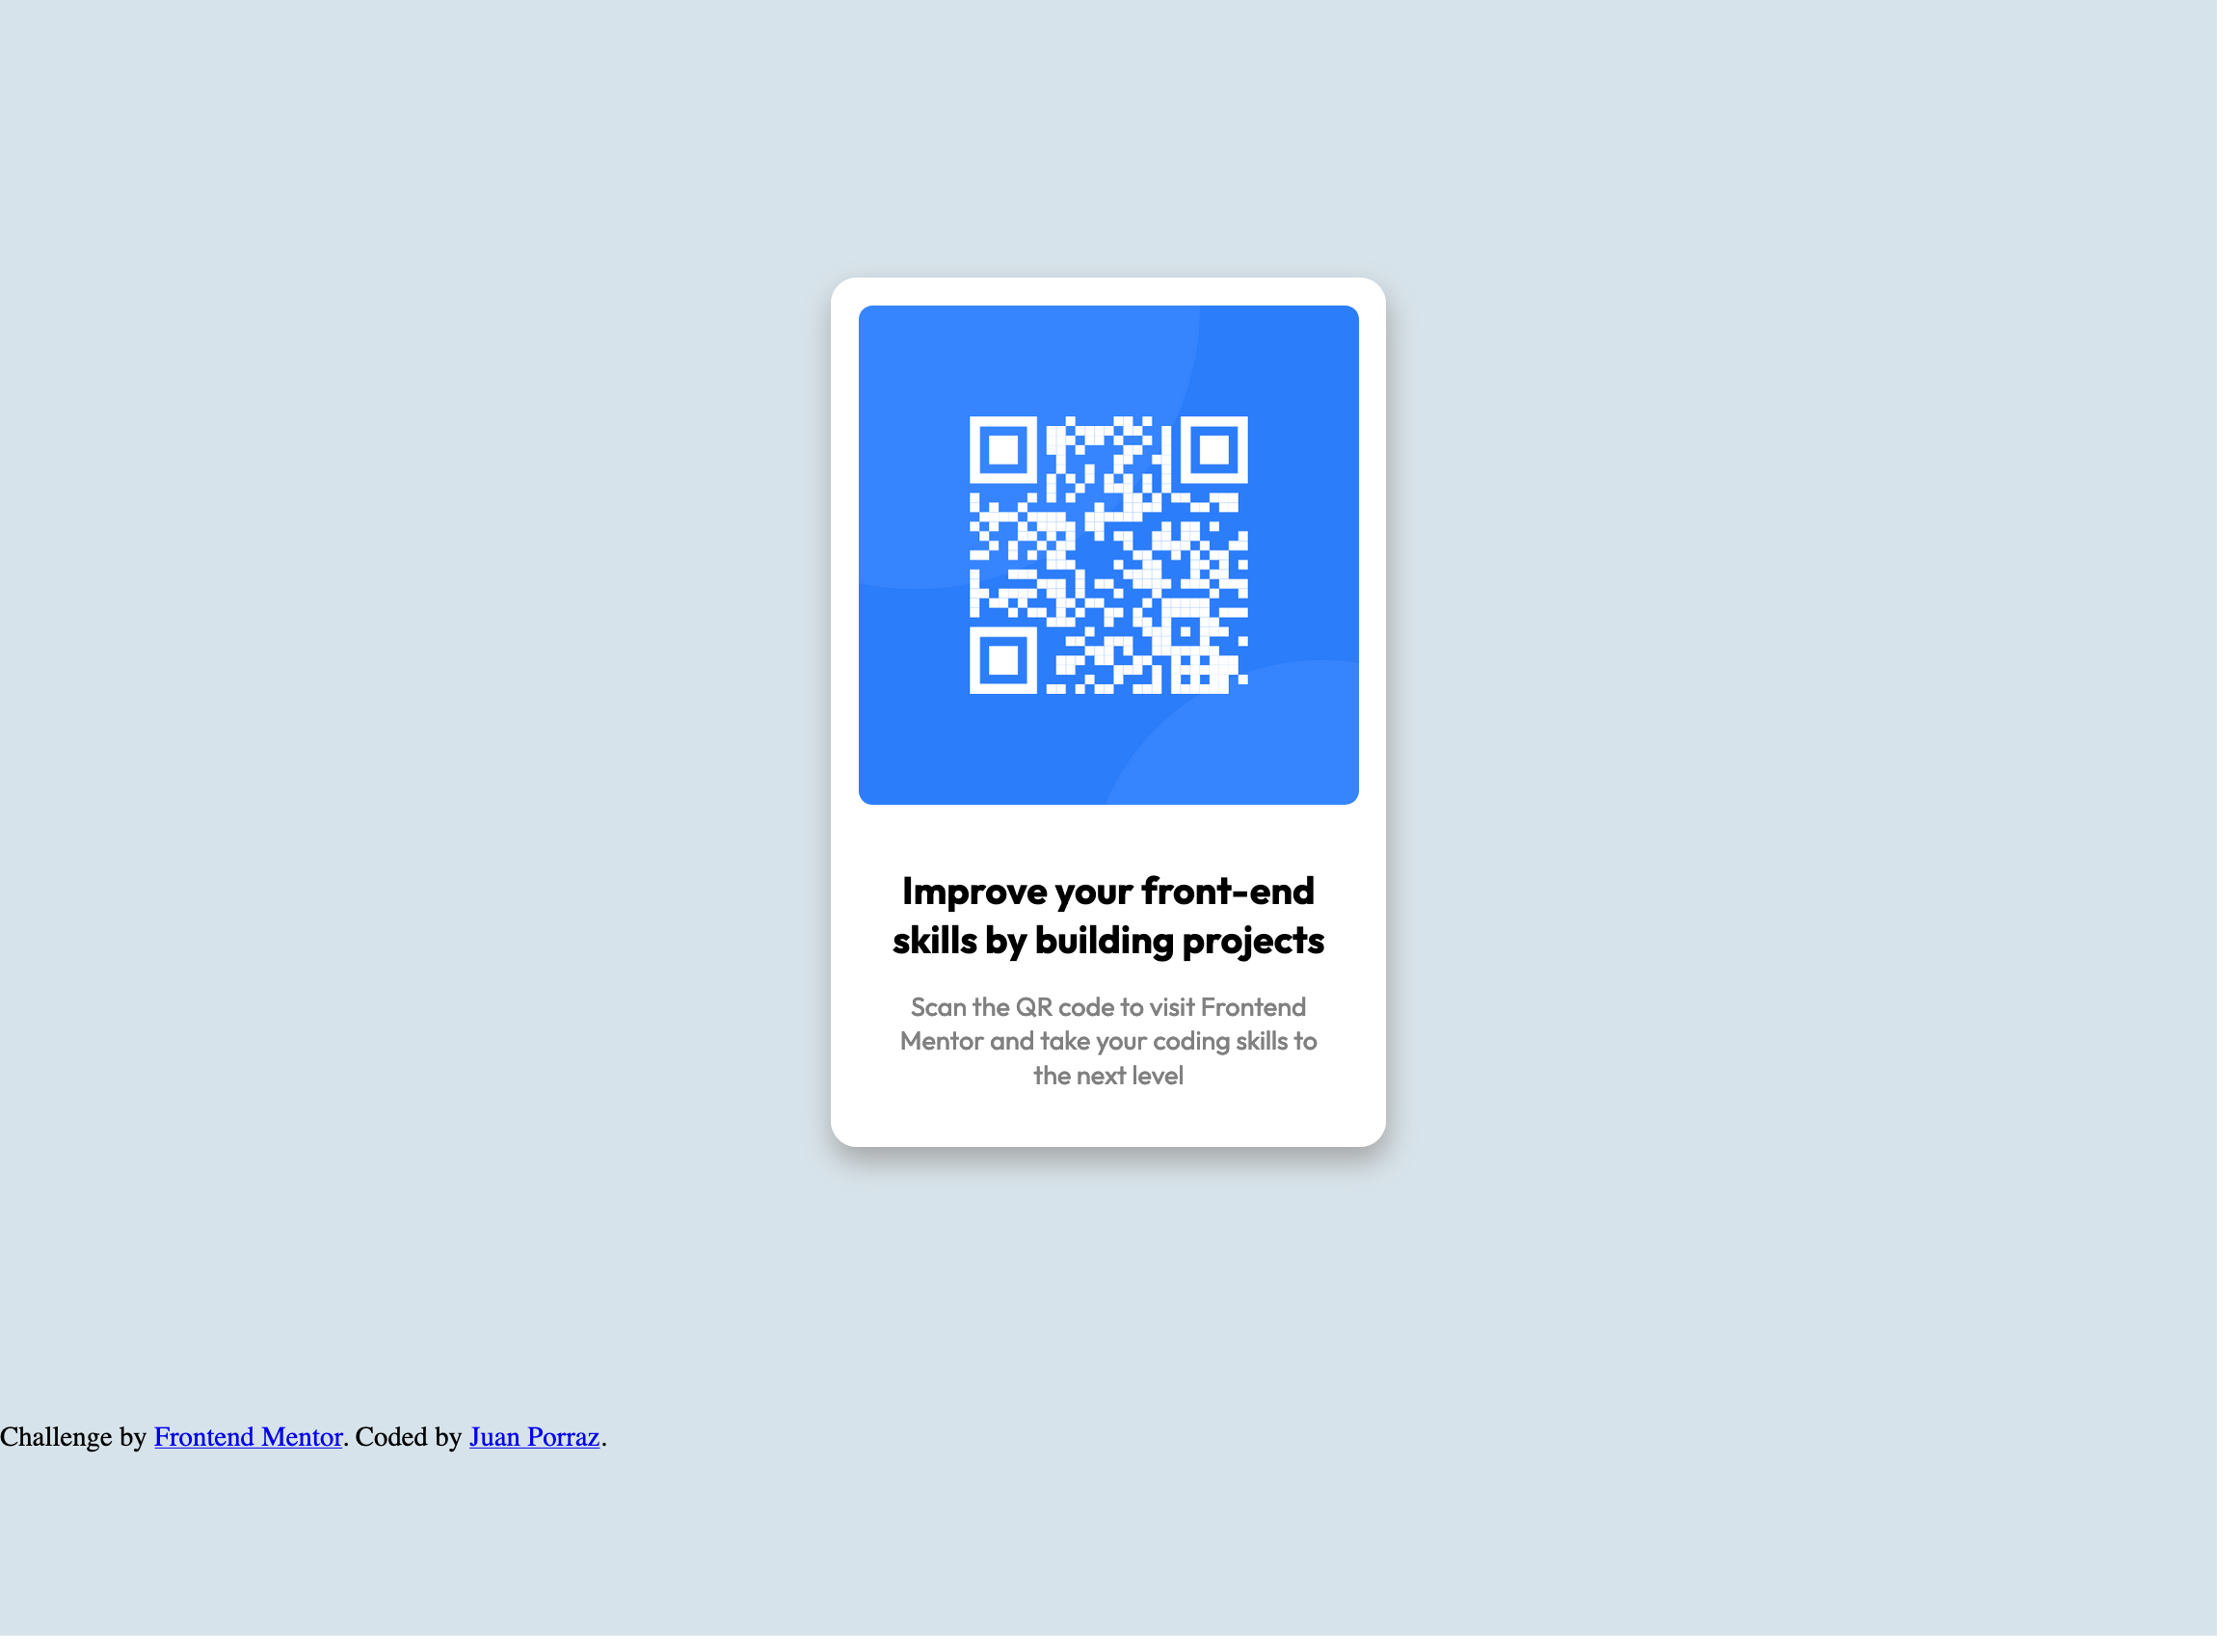 Improve your front-end
skills by building projects
Scan the QR code to visit Frontend
Mentor and take your coding skills to
the next level
Challenge by Frontend Mentor. Coded by Juan Porraz.